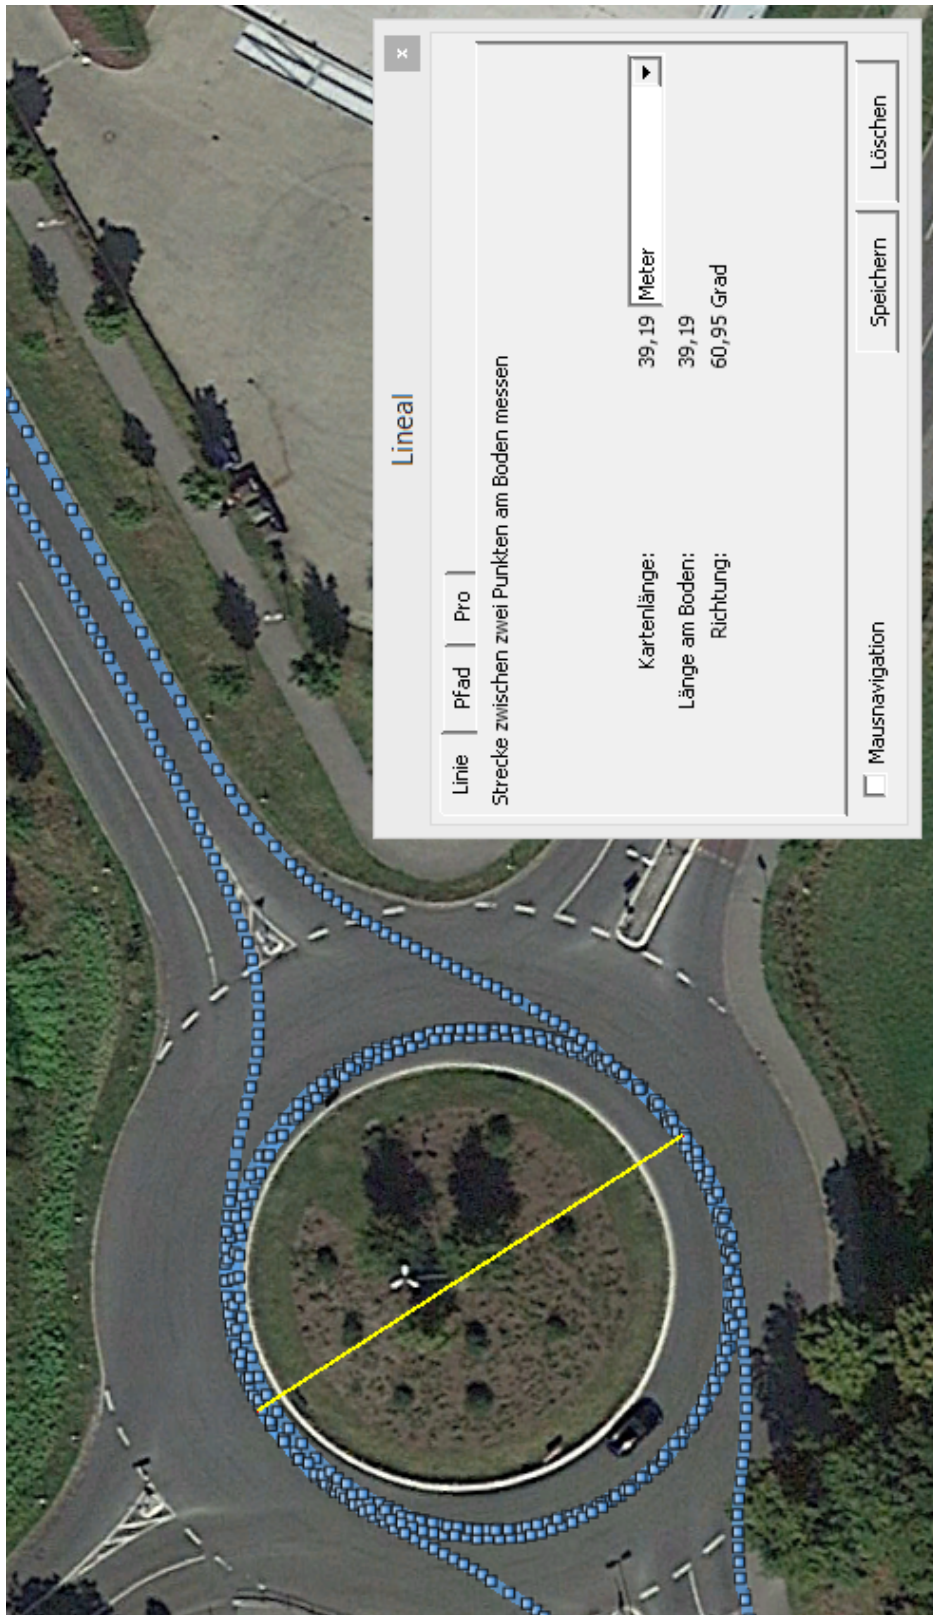 Lineal
x
Linie Pfad Pro
Strecke zwischen zwei Punkten am Boden messen
Kartenlänge: 39,19 Meter
Länge am Boden: 39,19
Richtung: 60,95 Grad
Mausnavigation Speichern Löschen